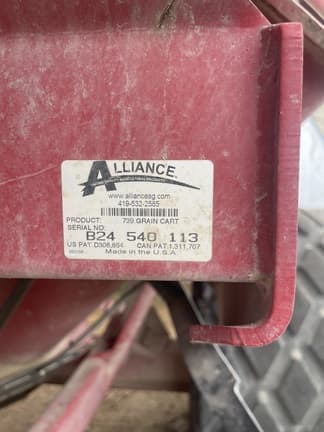 ALLIANCE
www.allianceag.com
419-532-2565
PRODUCT: 739 GRAIN CART
SERIAL NO:
B24 540 113
US PAT. D308,864 CAN PAT. 1,311,707
Made in the U.S.A.